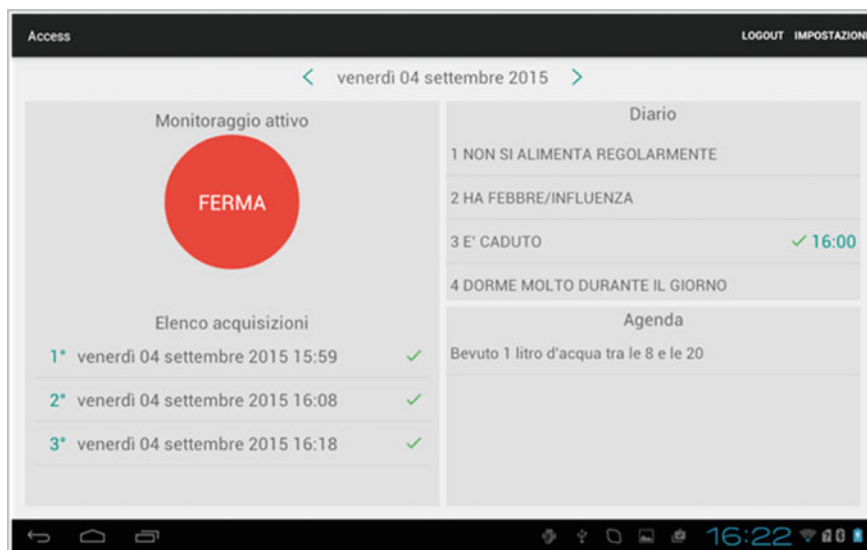 Access
LOGOUT IMPOSTAZIONI
venerdì 04 settembre 2015
Monitoraggio attivo
FERMA
Elenco acquisizioni
1° venerdì 04 settembre 2015 15:59
2° venerdì 04 settembre 2015 16:08
3° venerdì 04 settembre 2015 16:18
Diario
1 NON SI ALIMENTA REGOLARMENTE
2 HA FEBBRE/INFLUENZA
3 E' CADUTO 16:00
4 DORME MOLTO DURANTE IL GIORNO
Agenda
Bevuto 1 litro d'acqua tra le 8 e le 20
16:22